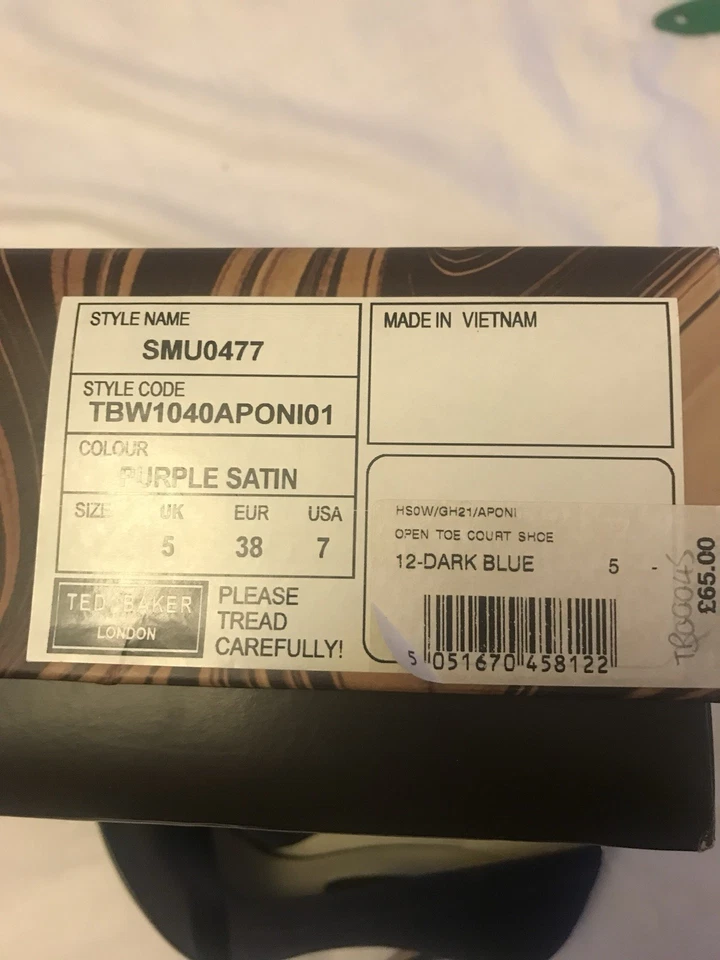 STYLE NAME
SMU0477
STYLE CODE
TBW1040APONI01
COLOUR
PURPLE SATIN
SIZE UK EUR USA
5 38 7
TED BAKER
LONDON
PLEASE
TREAD
CAREFULLY!
MADE IN VIETNAM
HS0W/GH21/APONI
OPEN TOE COURT SHOE
12-DARK BLUE 5 -
5 051670 458122
£65.00